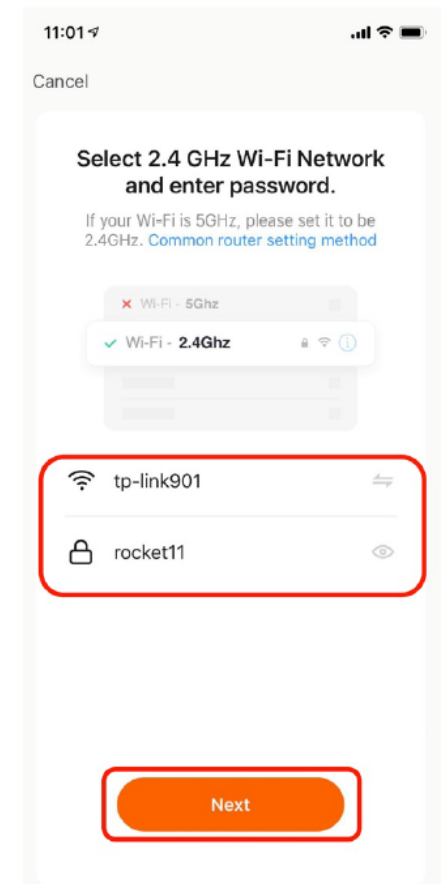 11:01
Cancel
Select 2.4 GHz Wi-Fi Network
and enter password.
If your Wi-Fi is 5GHz, please set it to be
2.4GHz. Common router setting method
Wi-Fi - 5Ghz
Wi-Fi - 2.4Ghz
tp-link901
rocket11
Next